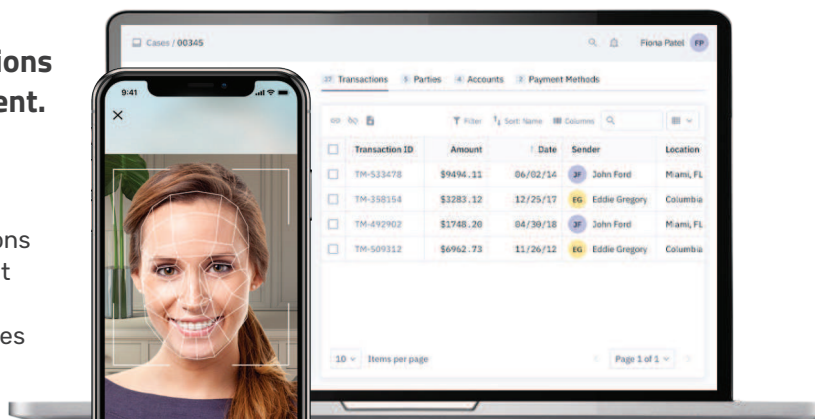 ions
ent.
ons
t
es
9:41
Cases / 00345
Fiona Patel FP
27 Transactions
Parties
4 Accounts
Payment Methods
Filter
Sort: Name
Columns
Transaction ID Amount Date Sender Location
TM-533478 $9494.11 06/02/14 JF John Ford Miami, FL
TM-358154 $3283.12 12/25/17 EG Eddie Gregory Columbia
TM-492902 $1748.20 04/30/18 JF John Ford Miami, FL
TM-509312 $6962.73 11/26/12 EG Eddie Gregory Columbia
10 Items per page
Page 1 of 1